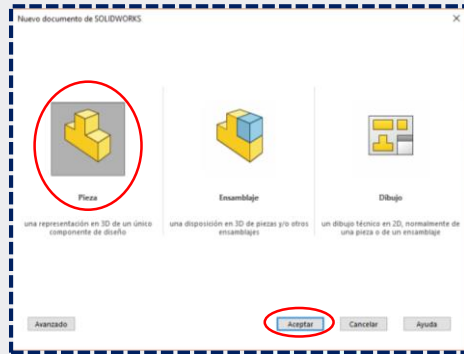 Nuevo documento de SOLIDWORKS
Pieza
una representación en 3D de un único
componente de diseño
Ensamblaje
una disposición en 3D de piezas y/o otros
ensamblajes
Dibujo
un dibujo técnico en 2D, normalmente de
una pieza o de un ensamblaje
Avanzado
Aceptar
Cancelar
Ayuda